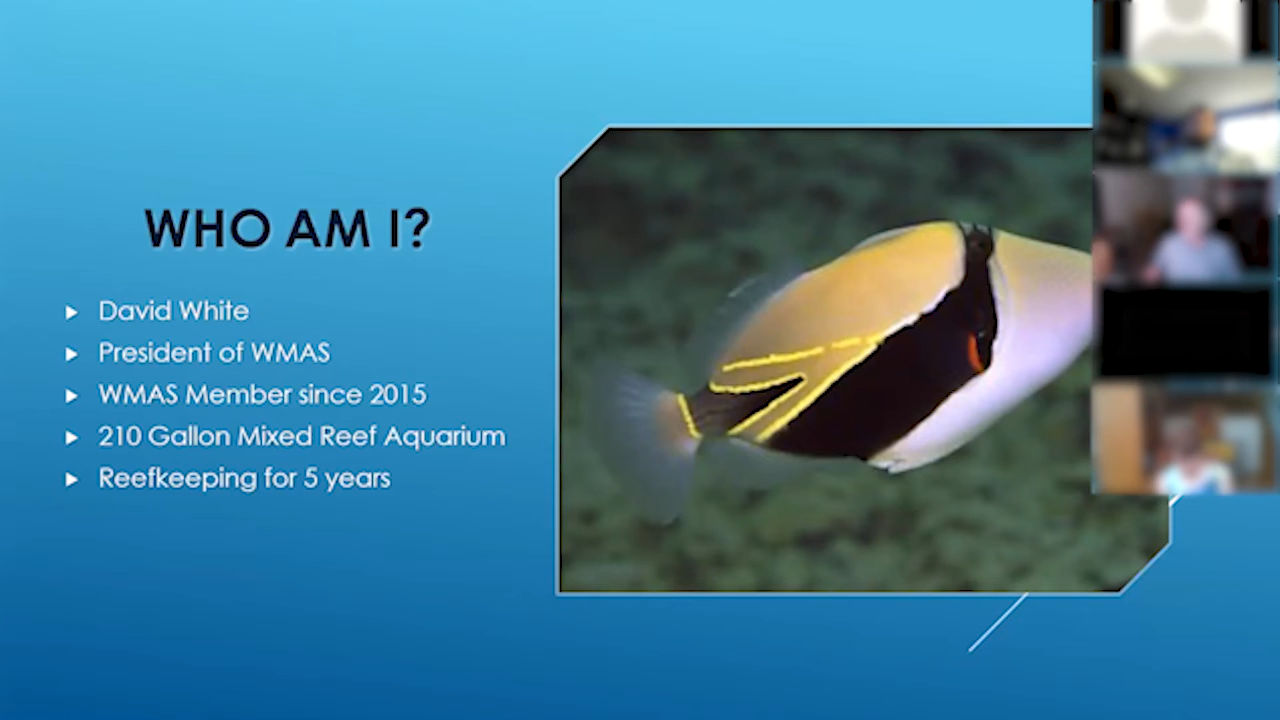 WHO AM I?
David White
President of WMAS
WMAS Member since 2015
210 Gallon Mixed Reef Aquarium
Reefkeeping for 5 years